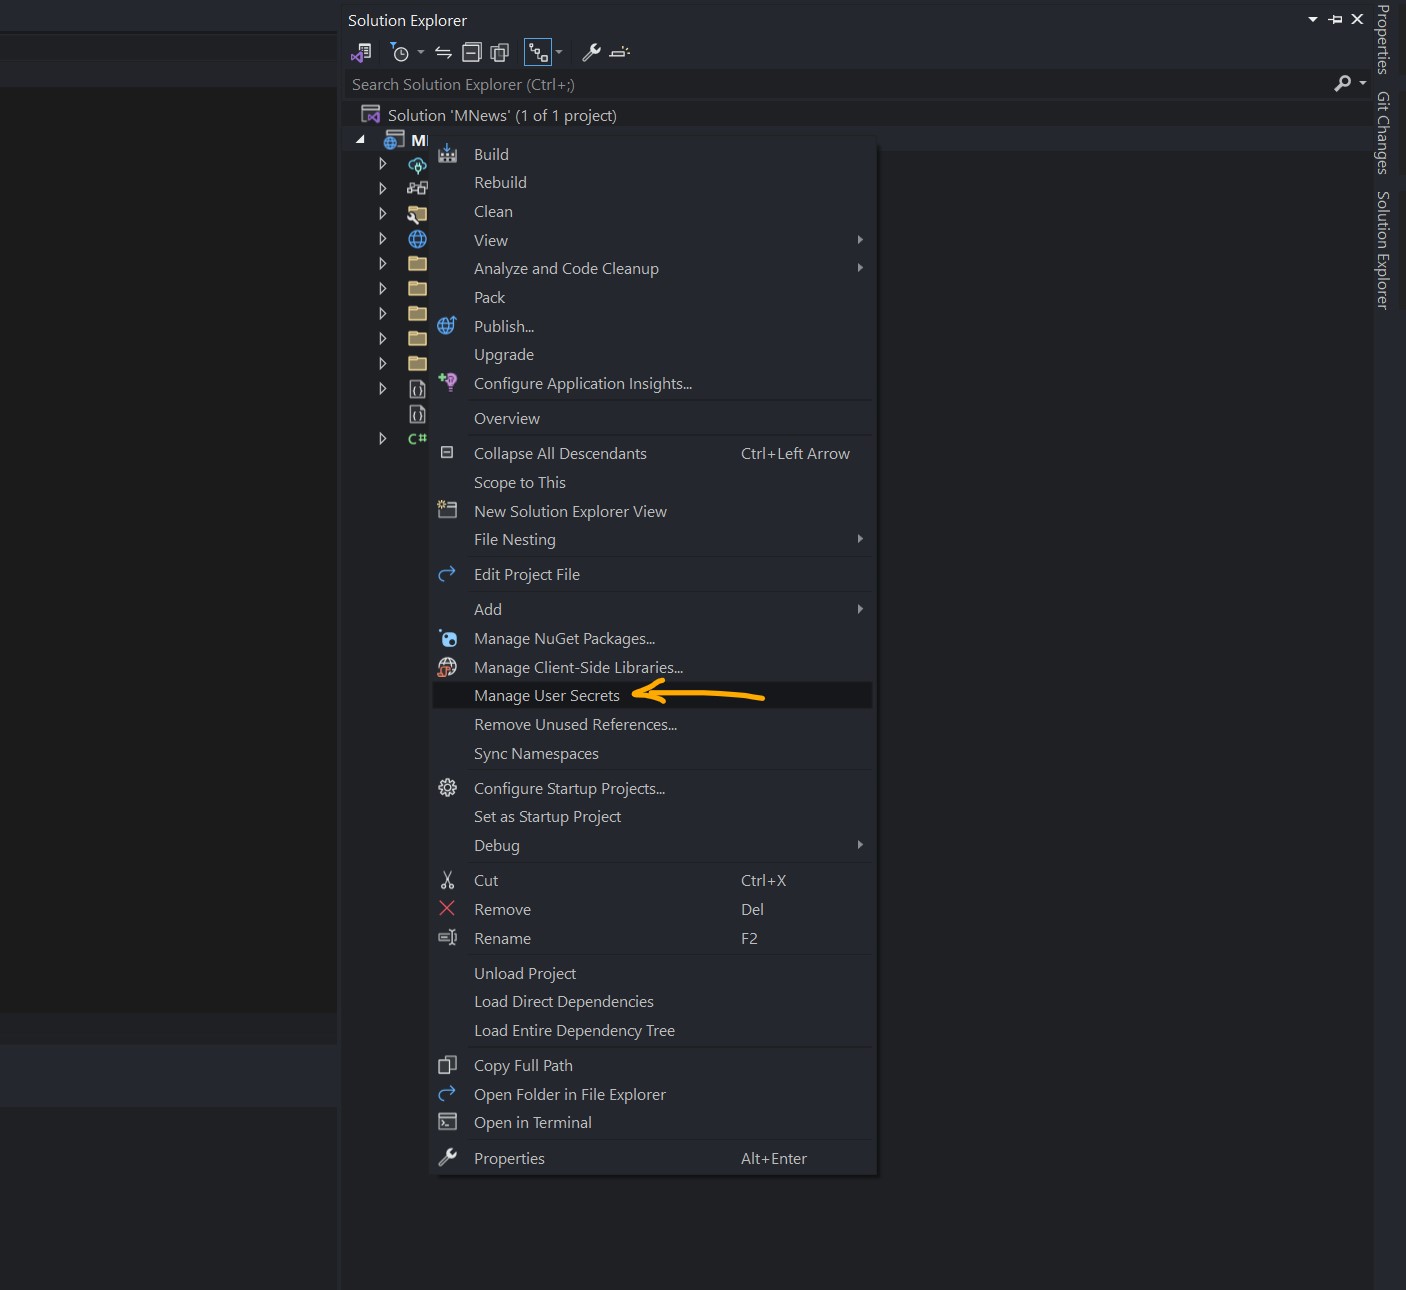 Solution Explorer
Search Solution Explorer (Ctrl+;)
Solution 'MNews' (1 of 1 project)
Build
Rebuild
Clean
View
Analyze and Code Cleanup
Pack
Publish...
Upgrade
Configure Application Insights...
Overview
Collapse All Descendants Ctrl+Left Arrow
Scope to This
New Solution Explorer View
File Nesting
Edit Project File
Add
Manage NuGet Packages...
Manage Client-Side Libraries...
Manage User Secrets
Remove Unused References...
Sync Namespaces
Configure Startup Projects...
Set as Startup Project
Debug
Cut Ctrl+X
Remove Del
Rename F2
Unload Project
Load Direct Dependencies
Load Entire Dependency Tree
Copy Full Path
Open Folder in File Explorer
Open in Terminal
Properties Alt+Enter
Properties
Git Changes
Solution Explorer